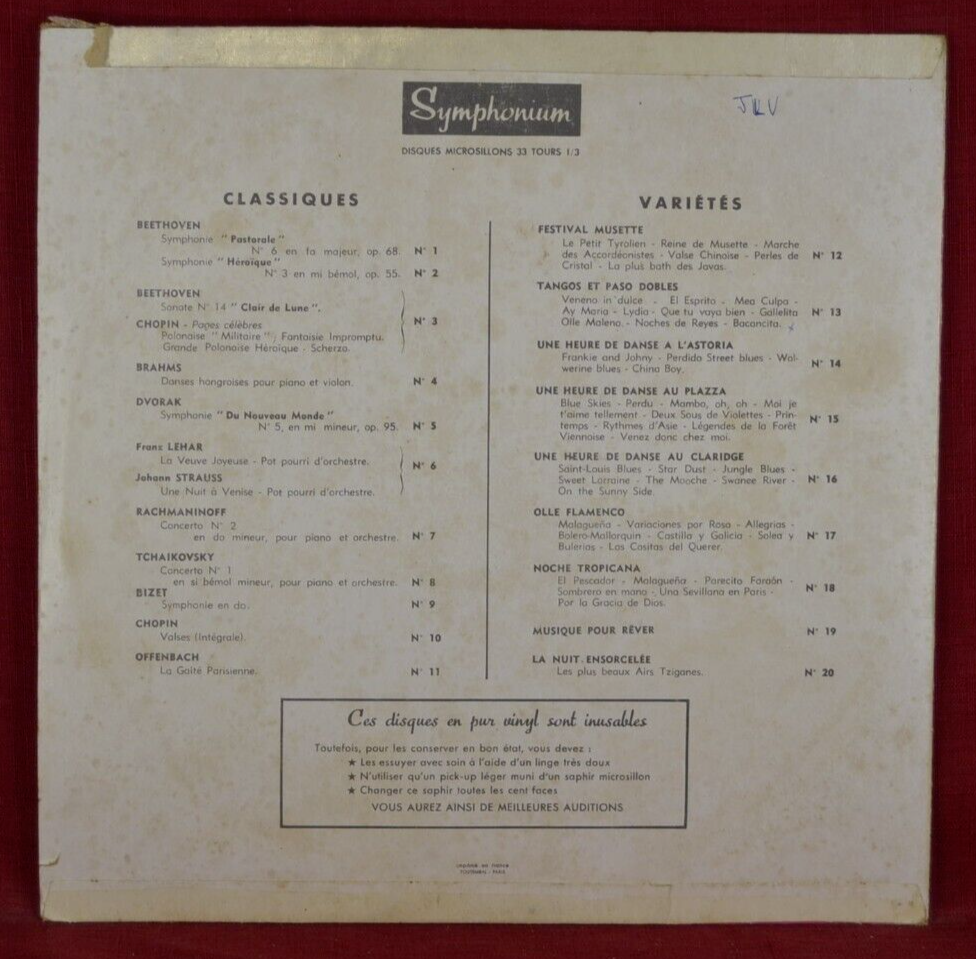 Symphonium
JRV
DISQUES MICROSILLONS 33 TOURS 1/3
CLASSIQUES
BEETHOVEN
Symphonie " Pastorale "
N° 6 en fa majeur, op. 68. N° 1
Symphonie " Héroïque "
N° 3 en mi bémol, op. 55. N° 2
BEETHOVEN
Sonate N° 14 " Clair de Lune ".
N° 3
CHOPIN - Pages célèbres
Polonaise " Militaire " ; Fantaisie Impromptu.
Grande Polonaise Héroïque - Scherzo.
BRAHMS
Danses hongroises pour piano et violon. N° 4
DVORAK
Symphonie " Du Nouveau Monde "
N° 5, en mi mineur, op. 95. N° 5
Franz LEHAR
La Veuve Joyeuse - Pot pourri d'orchestre.
N° 6
Johann STRAUSS
Une Nuit à Venise - Pot pourri d'orchestre.
RACHMANINOFF
Concerto N° 2
en do mineur, pour piano et orchestre. N° 7
TCHAIKOVSKY
Concerto N° 1
en si bémol mineur, pour piano et orchestre. N° 8
BIZET
Symphonie en do. N° 9
CHOPIN
Valses (Intégrale). N° 10
OFFENBACH
La Gaîté Parisienne. N° 11
VARIÉTÉS
FESTIVAL MUSETTE
Le Petit Tyrolien - Reine de Musette - Marche
des Accordéonistes - Valse Chinoise - Perles de N° 12
Cristal - La plus bath des Javas.
TANGOS ET PASO DOBLES
Veneno in dulce - El Esprito - Mea Culpa -
Ay Maria - Lydia - Que tu vaya bien - Gallelita N° 13
Olle Maleno - Noches de Reyes - Bacancita.
UNE HEURE DE DANSE A L'ASTORIA
Frankie and Johny - Perdido Street blues - Wol-
werine blues - China Boy. N° 14
UNE HEURE DE DANSE AU PLAZZA
Blue Skies - Perdu - Mambo, oh, oh - Moi je
t'aime tellement - Deux Sous de Violettes - Prin-
temps - Rythmes d'Asie - Légendes de la Forêt N° 15
Viennoise - Venez donc chez moi.
UNE HEURE DE DANSE AU CLARIDGE
Saint-Louis Blues - Star Dust - Jungle Blues -
Sweet Lorraine - The Mooche - Swanee River - N° 16
On the Sunny Side.
OLLE FLAMENCO
Malagueña - Variaciones por Rosa - Allegrias -
Bolero-Mallorquin - Castilla y Galicia - Solea y N° 17
Bulerias - Las Cositas del Querer.
NOCHE TROPICANA
El Pescador - Malagueña - Parecito Faraôn -
Sombrero en mano - Una Sevillana en Paris - N° 18
Por la Gracia de Dios.
MUSIQUE POUR RÊVER N° 19
LA NUIT ENSORCELÉE
Les plus beaux Airs Tziganes. N° 20
Ces disques en pur vinyl sont inusables
Toutefois, pour les conserver en bon état, vous devez :
★ Les essuyer avec soin à l'aide d'un linge très doux
★ N'utiliser qu'un pick-up léger muni d'un saphir microsillon
★ Changer ce saphir toutes les cent faces
VOUS AUREZ AINSI DE MEILLEURES AUDITIONS